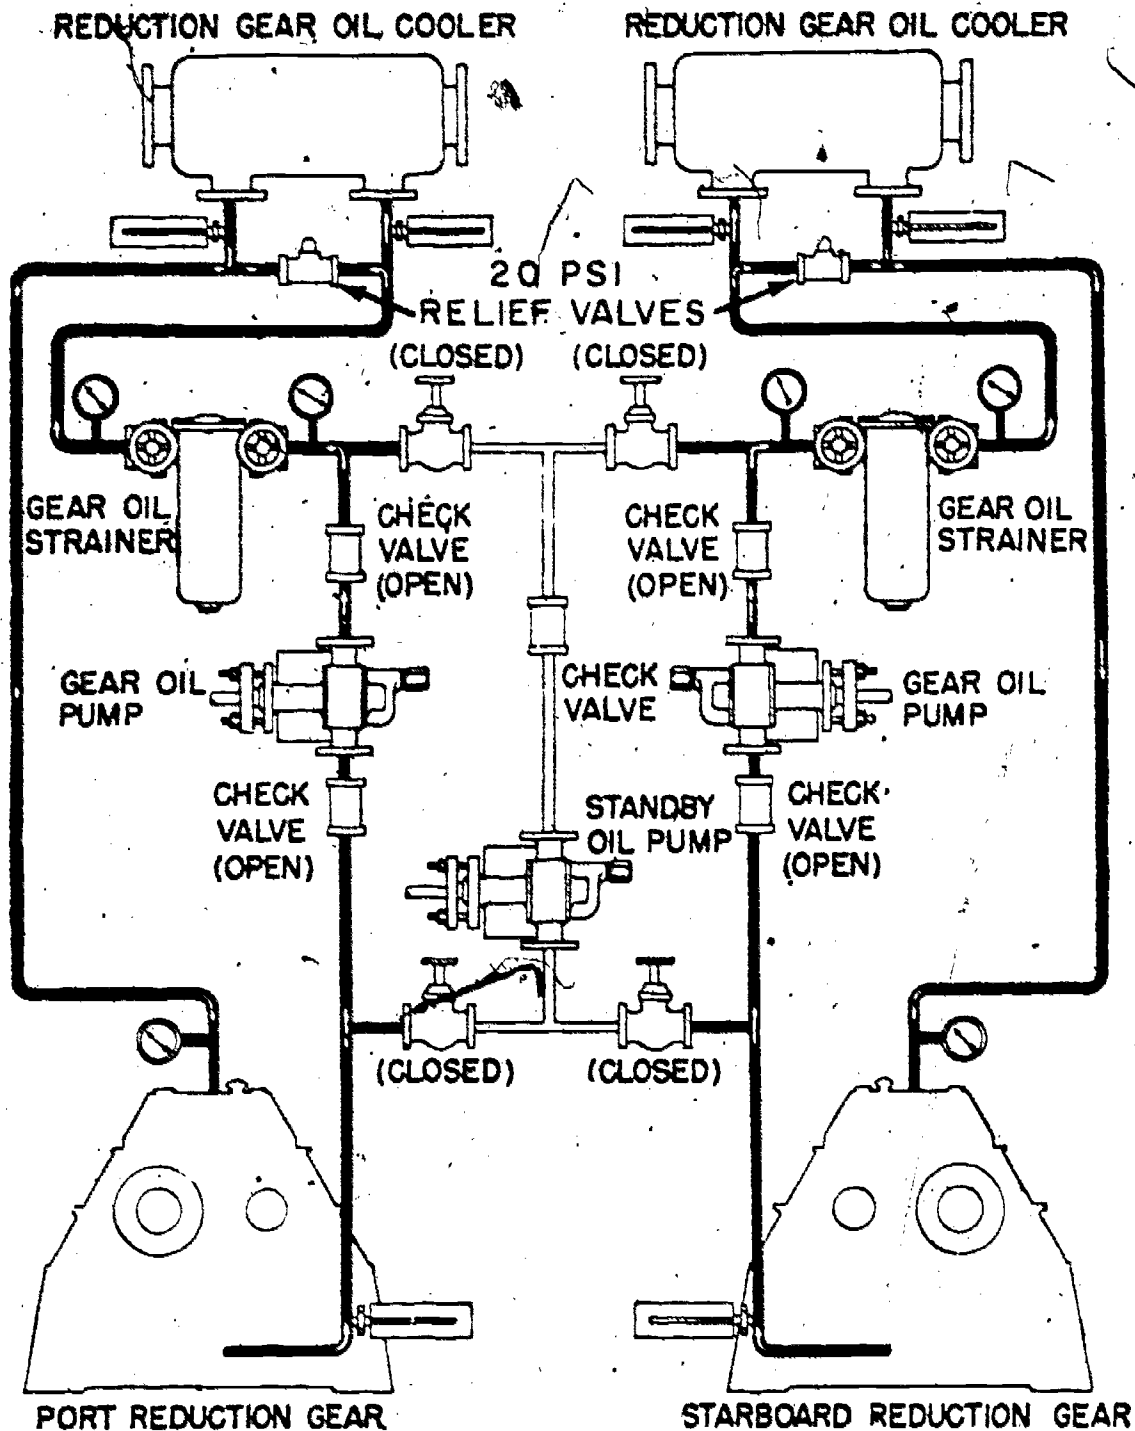 REDUCTION GEAR OIL COOLER
REDUCTION GEAR OIL COOLER
20 PSI
RELIEF VALVES
(CLOSED)
(CLOSED)
GEAR OIL
STRAINER
CHECK
VALVE
(OPEN)
CHECK
VALVE
(OPEN)
GEAR OIL
STRAINER
GEAR OIL
PUMP
CHECK
VALVE
GEAR OIL
PUMP
CHECK
VALVE
(OPEN)
STANDBY
OIL PUMP
CHECK
VALVE
(OPEN)
(CLOSED)
(CLOSED)
PORT REDUCTION GEAR
STARBOARD REDUCTION GEAR